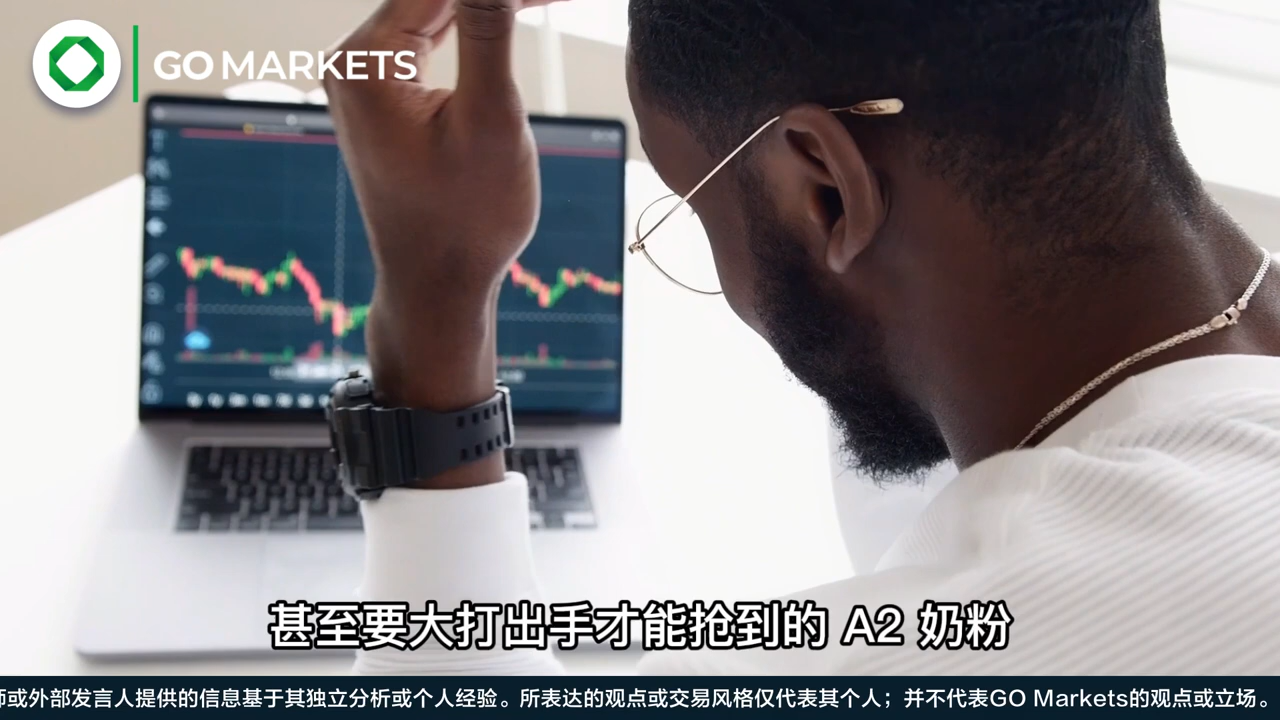 GO MARKETS
甚至要大打出手才能抢到的 A2 奶粉
师或外部发言人提供的信息基于其独立分析或个人经验。所表达的观点或交易风格仅代表其个人；并不代表GO Markets的观点或立场。